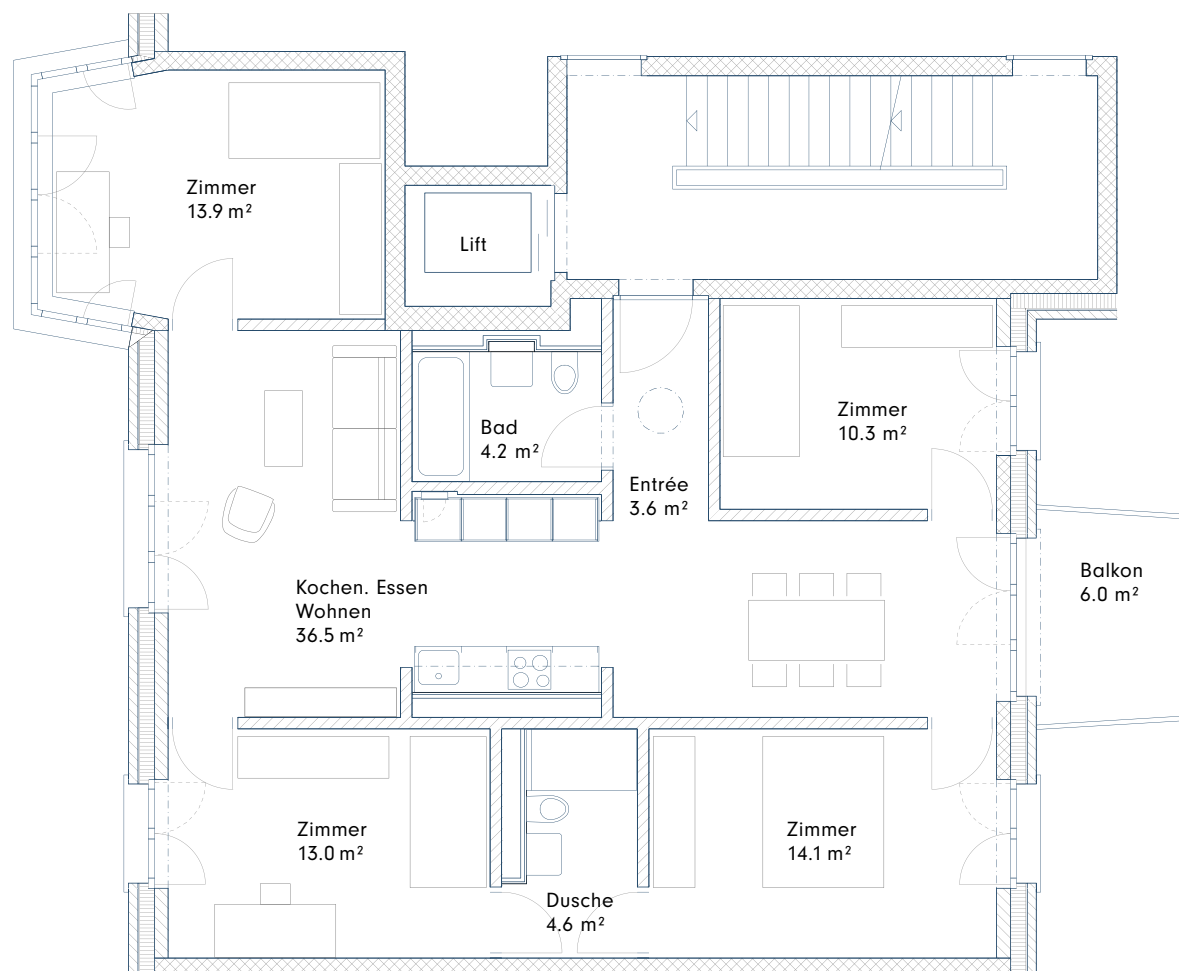 Zimmer
13.9 m²
Lift
Bad
4.2 m²
Zimmer
10.3 m²
Entrée
3.6 m²
Kochen. Essen
Wohnen
36.5 m²
Balkon
6.0 m²
Zimmer
13.0 m²
Zimmer
14.1 m²
Dusche
4.6 m²